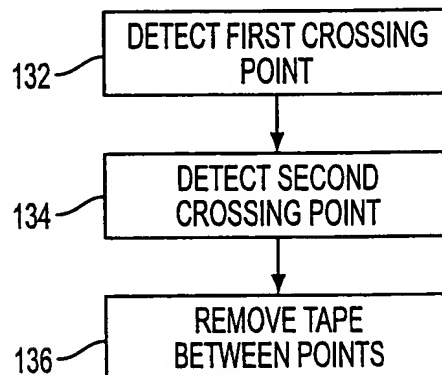 DETECT FIRST CROSSING
POINT
132
DETECT SECOND
CROSSING POINT
134
REMOVE TAPE
BETWEEN POINTS
136